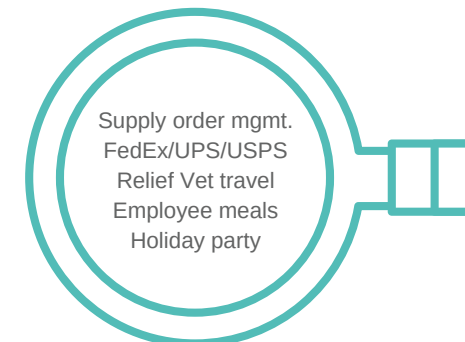 Supply order mgmt.
FedEx/UPS/USPS
Relief Vet travel
Employee meals
Holiday party